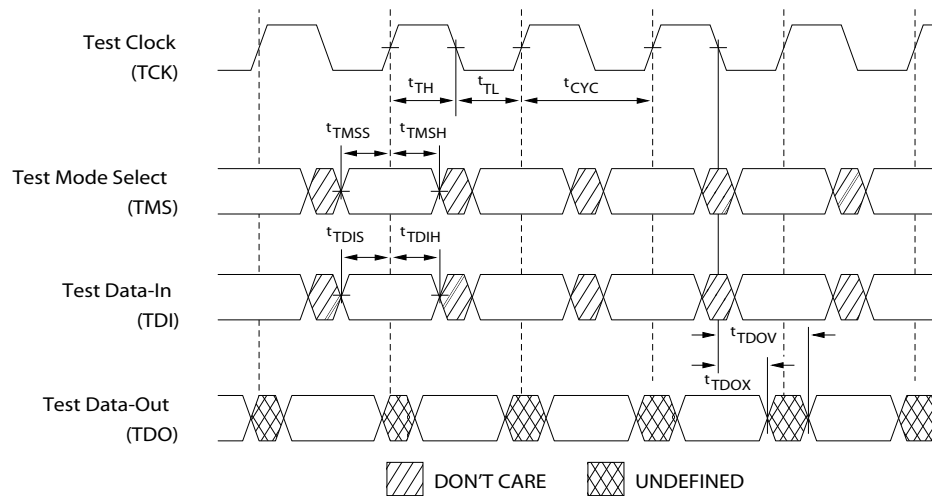 Test Clock
(TCK)
tTH
tTL
tCYC
tTMSS
tTMSH
Test Mode Select
(TMS)
tTDIS
tTDIH
Test Data-In
(TDI)
tTDOV
tTDOX
Test Data-Out
(TDO)
DON'T CARE
UNDEFINED